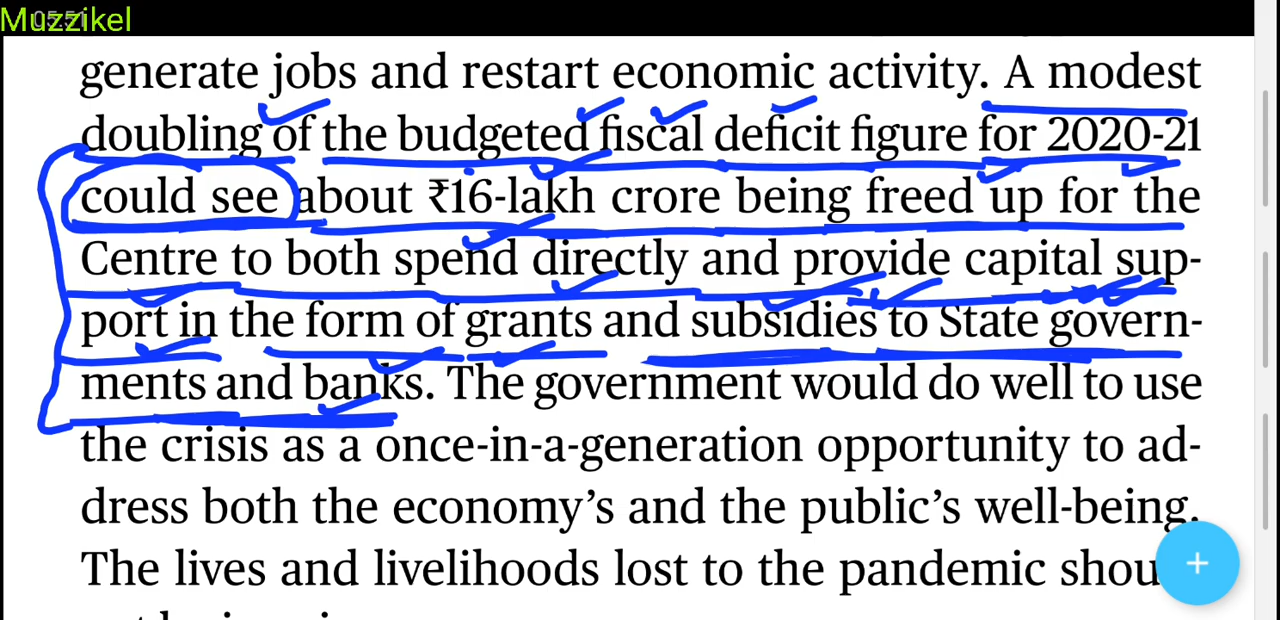 Muzzikel
05:51
generate jobs and restart economic activity. A modest
doubling of the budgeted fiscal deficit figure for 2020-21
could see about ₹16-lakh crore being freed up for the
Centre to both spend directly and provide capital sup-
port in the form of grants and subsidies to State govern-
ments and banks. The government would do well to use
the crisis as a once-in-a-generation opportunity to ad-
dress both the economy’s and the public’s well-being.
The lives and livelihoods lost to the pandemic shou